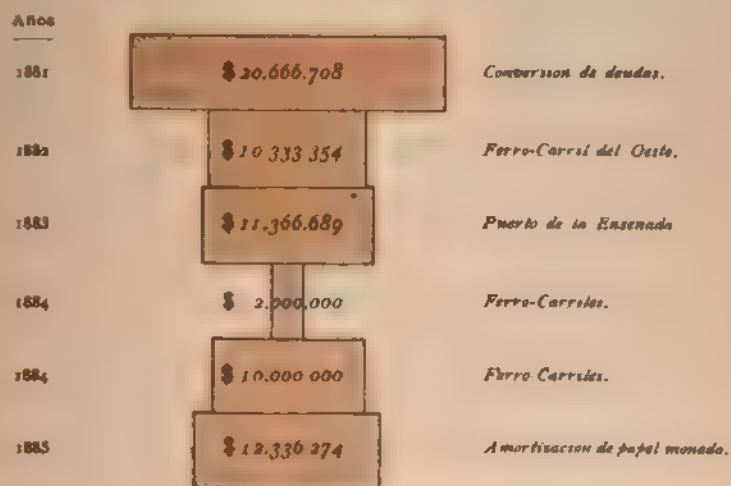 Años
1881 $ 20.666.708 Conversion de deudas.
1882 $ 10 333 354 Ferro-Carril del Oeste.
1883 $ 11.366.689 Puerto de la Ensenada
1884 $ 2.000.000 Ferro-Carriles.
1884 $ 10.000 000 Ferro-Carriles.
1885 $ 12.336 274 Amortizacion de papel monada.